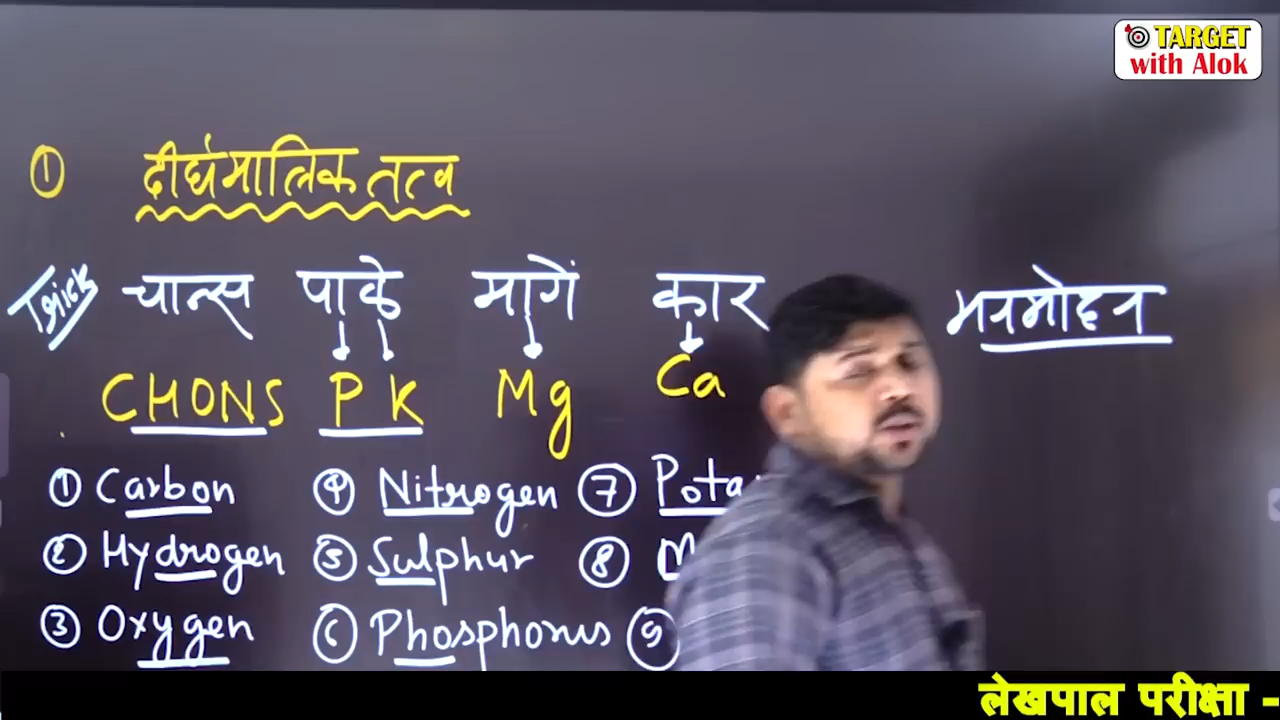 TARGET
with Alok
① दीर्घमालिक तत्व
Trick चान्स पाके मागें कार मनमोहन
CHONS P K Mg Ca
① Carbon ④ Nitrogen ⑦ Pota
② Hydrogen ⑤ Sulphur ⑧ M
③ Oxygen ⑥ Phosphorus ⑨
लेखपाल परीक्षा -